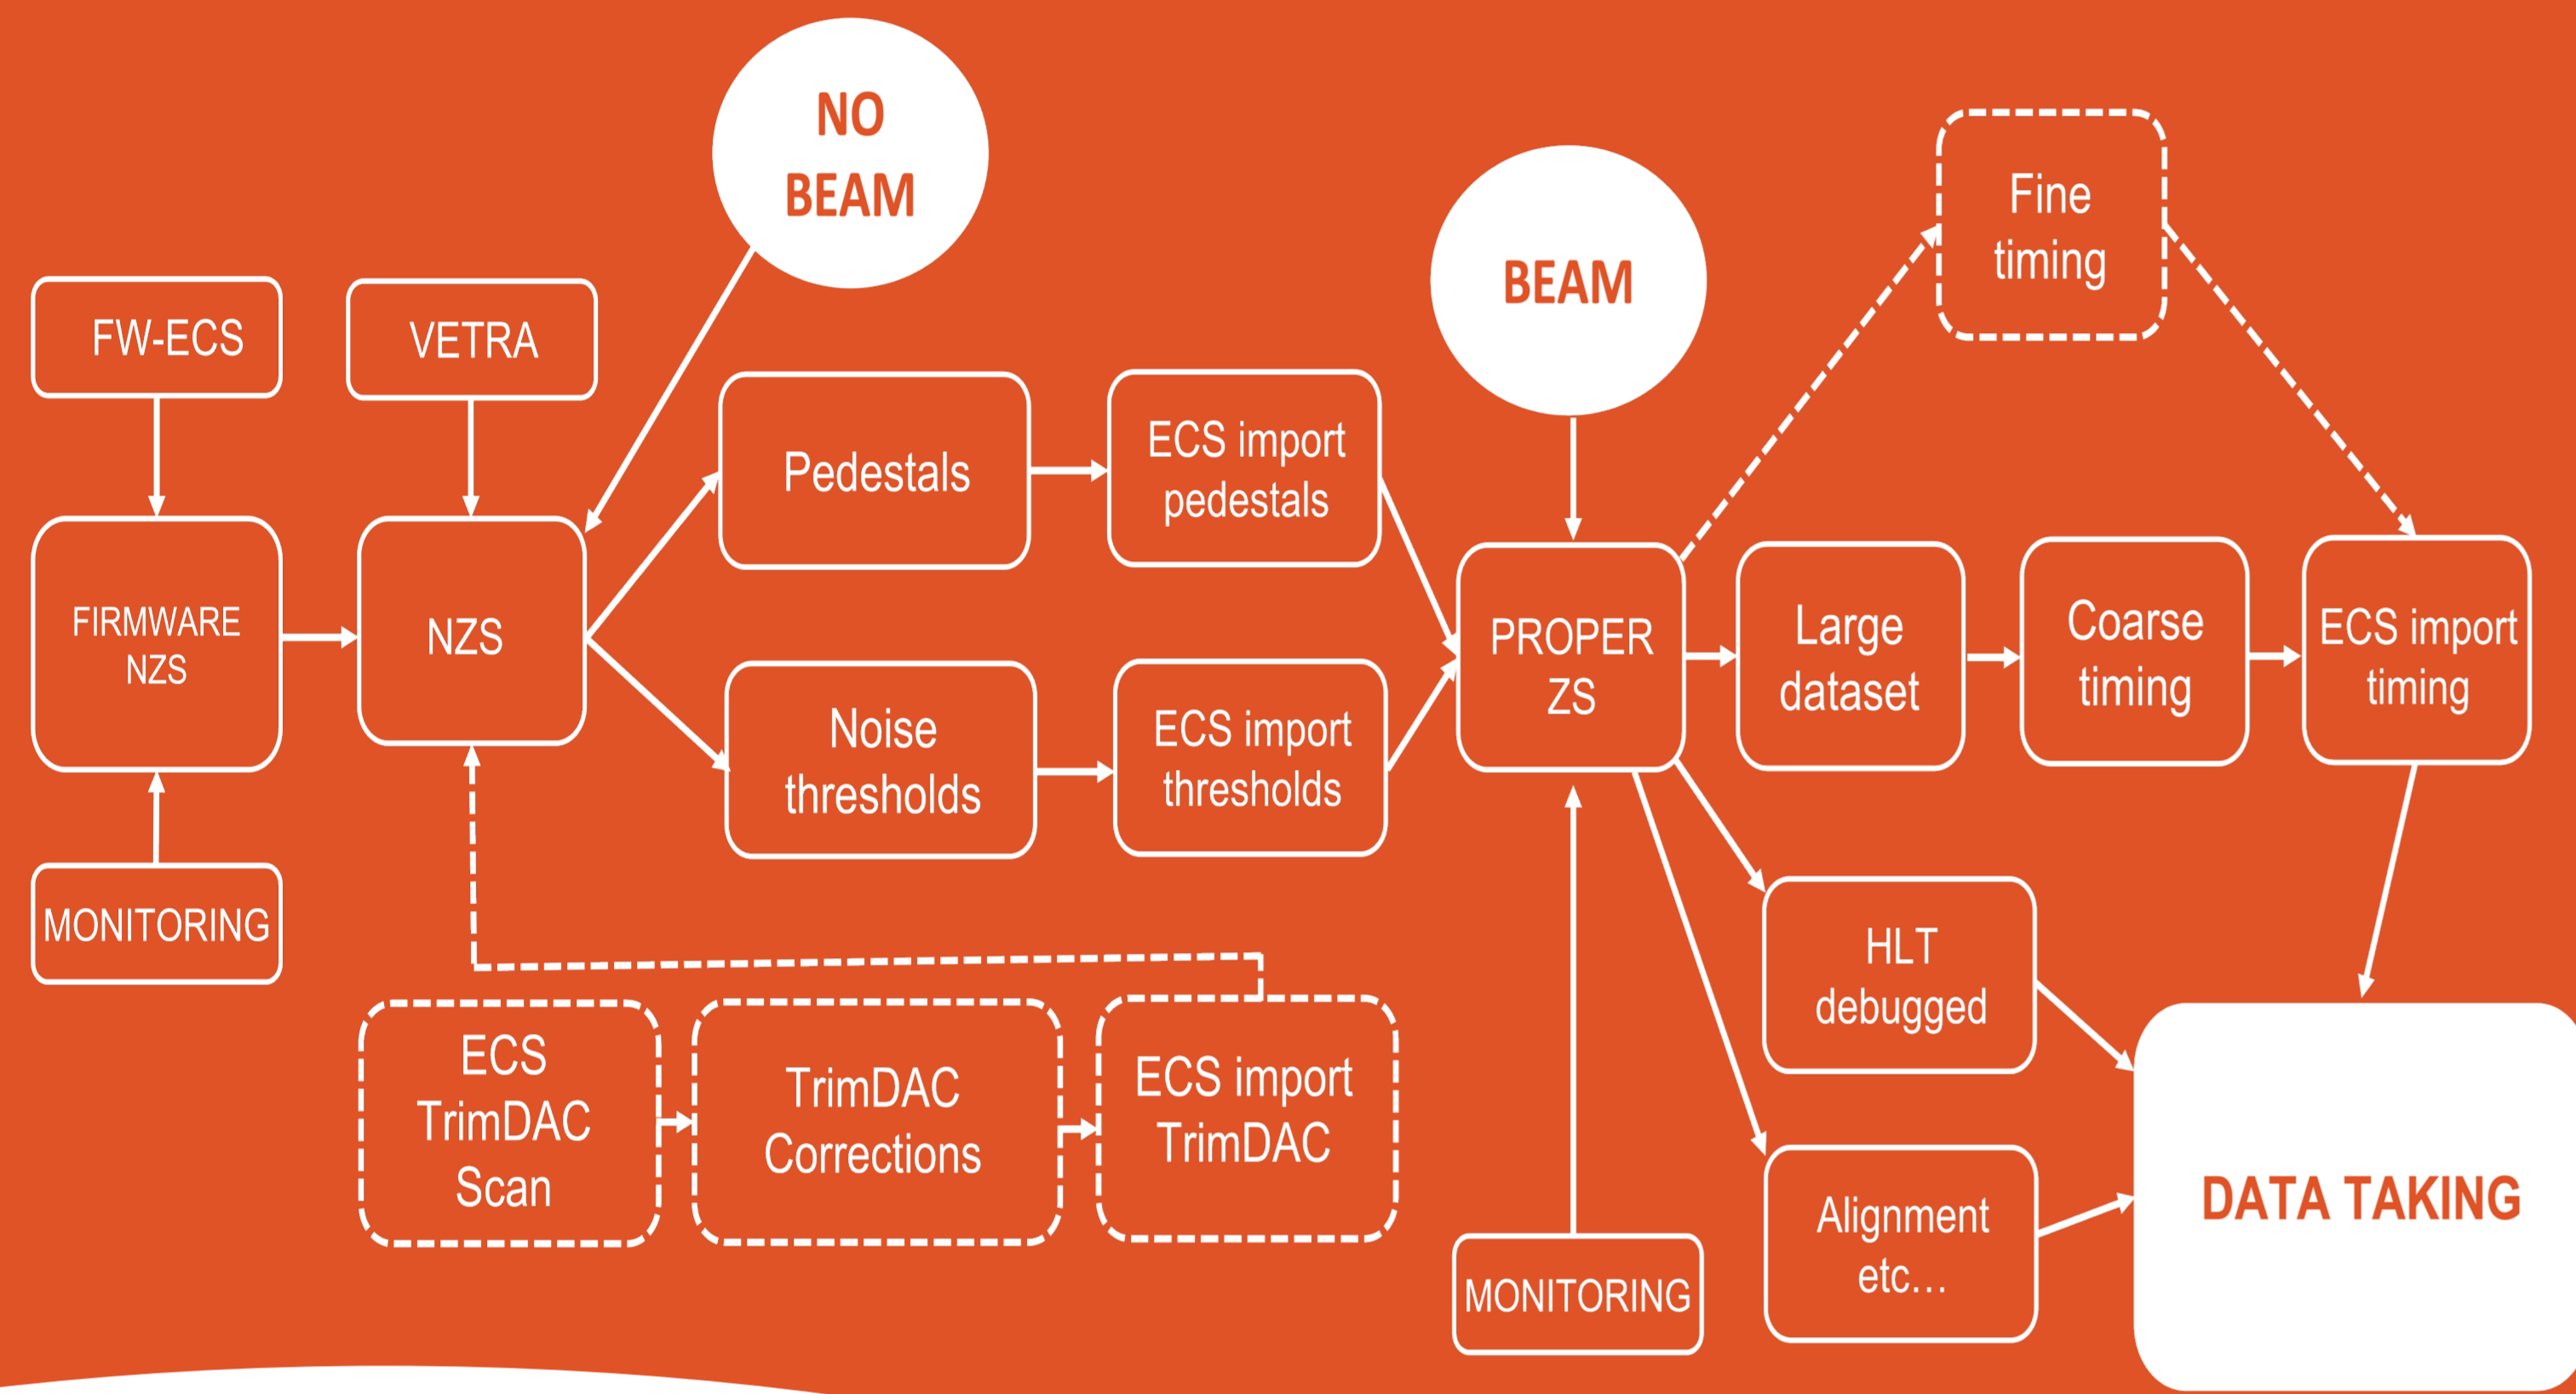 NO
BEAM
BEAM
Fine
timing
FW-ECS
VETRA
Pedestals
ECS import
pedestals
FIRMWARE
NZS
NZS
Noise
thresholds
ECS import
thresholds
PROPER
ZS
Large
dataset
Coarse
timing
ECS import
timing
MONITORING
HLT
debugged
ECS
TrimDAC
Scan
TrimDAC
Corrections
ECS import
TrimDAC
MONITORING
Alignment
etc…
DATA TAKING